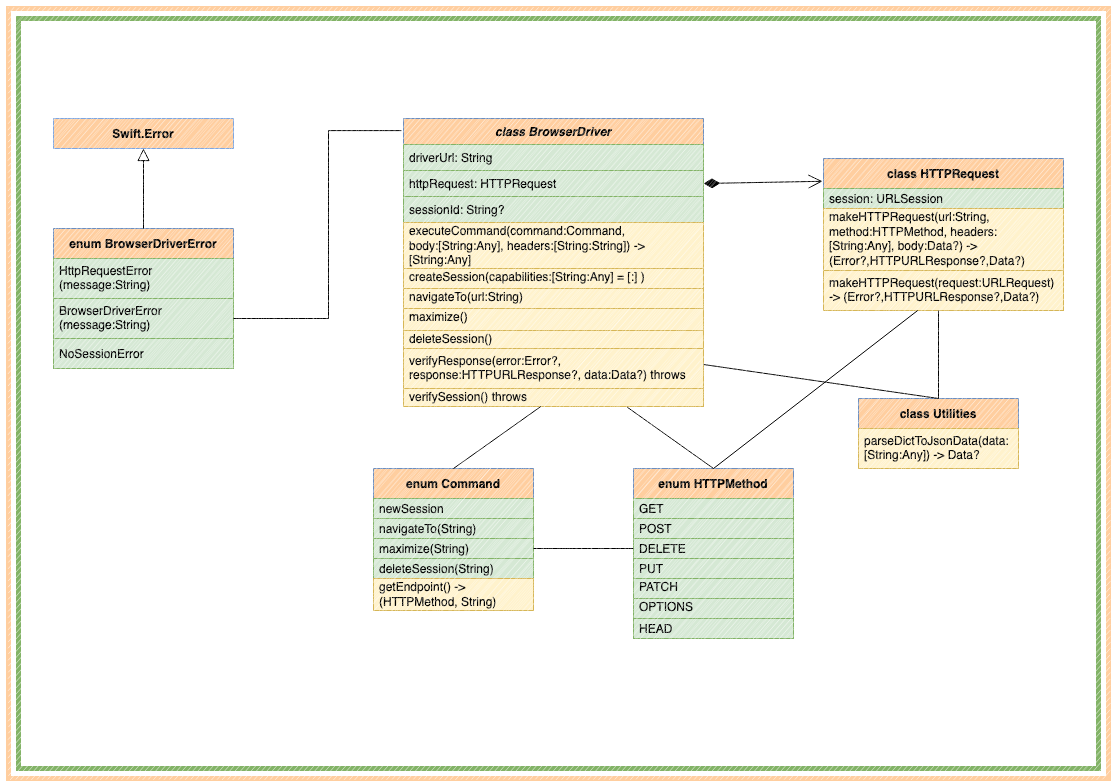 Swift.Error
enum BrowserDriverError
HttpRequestError
(message:String)
BrowserDriverError
(message:String)
NoSessionError
class BrowserDriver
driverUrl: String
httpRequest: HTTPRequest
sessionId: String?
executeCommand(command:Command,
body:[String:Any], headers:[String:String]) ->
[String:Any]
createSession(capabilities:[String:Any] = [:] )
navigateTo(url:String)
maximize()
deleteSession()
verifyResponse(error:Error?,
response:HTTPURLResponse?, data:Data?) throws
verifySession() throws
class HTTPRequest
session: URLSession
makeHTTPRequest(url:String,
method:HTTPMethod, headers:
[String:Any], body:Data?) ->
(Error?,HTTPURLResponse?,Data?)
makeHTTPRequest(request:URLRequest)
-> (Error?,HTTPURLResponse?,Data?)
class Utilities
parseDictToJsonData(data:
[String:Any]) -> Data?
enum Command
newSession
navigateTo(String)
maximize(String)
deleteSession(String)
getEndpoint() ->
(HTTPMethod, String)
enum HTTPMethod
GET
POST
DELETE
PUT
PATCH
OPTIONS
HEAD